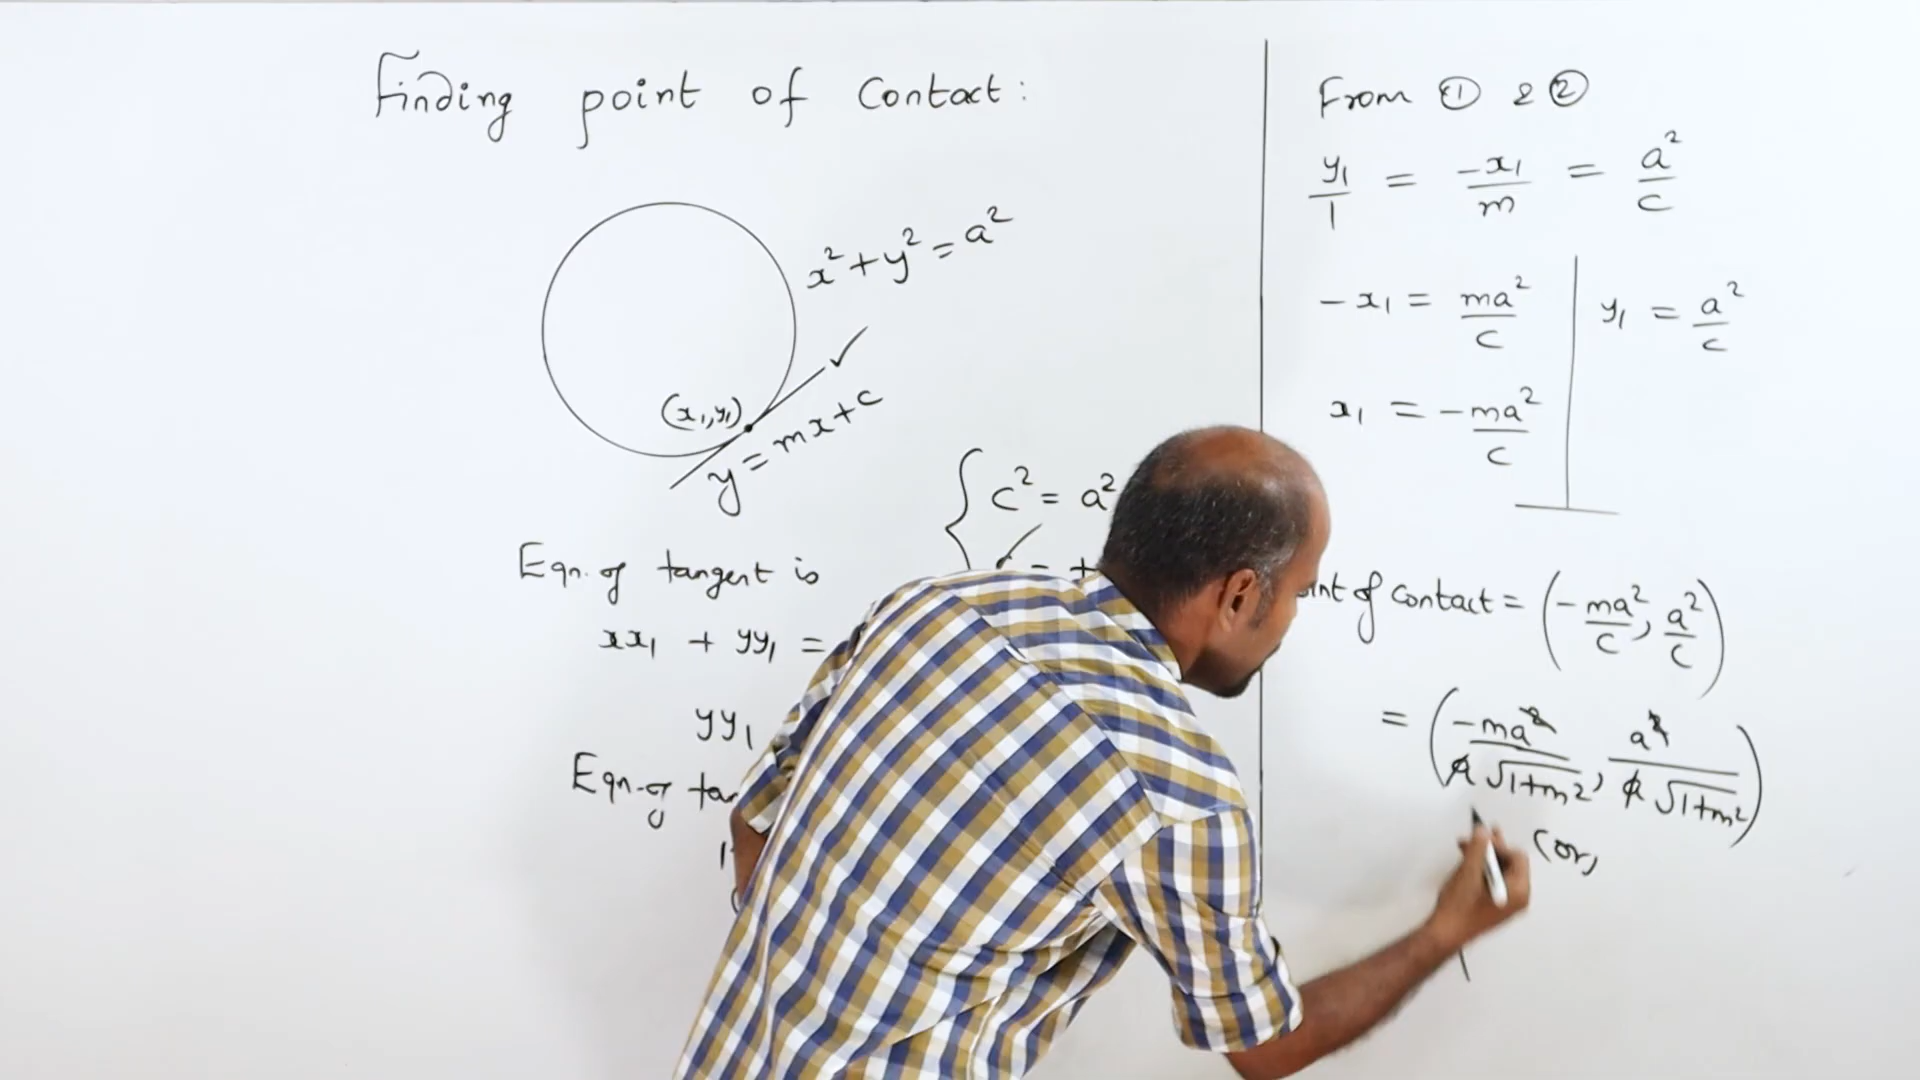 Finding point of Contact:
x² + y² = a²
(x₁,y₁)
y = mx + c
c² = a²
Eqn. of tangent is
xx₁ + yy₁ =
yy₁
Eqn. of
From ① & ②
y₁/1 = -x₁/m = a²/c
-x₁ = ma²/c
y₁ = a²/c
x₁ = -ma²/c
of contact = (-ma²/c, a²/c)
= (-ma²/a√1+m², a²/a√1+m²)
(or)